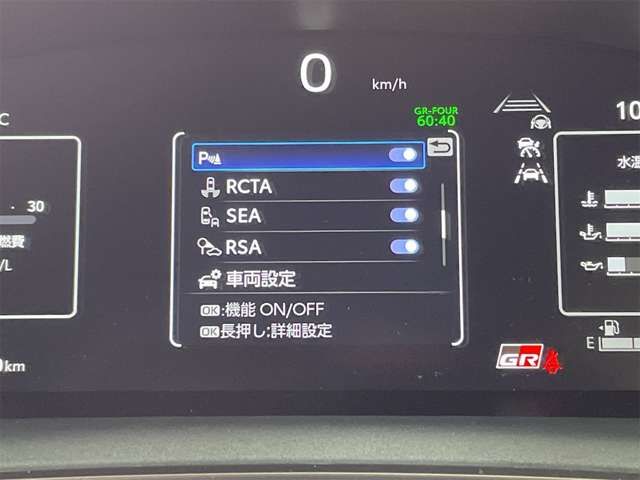 0 km/h
GR-FOUR
60:40
10
C
P
RCTA
水温
30
SEA
燃費
/L
RSA
車両設定
OK:機能 ON/OFF
OK長押し:詳細設定
E
GR
0km